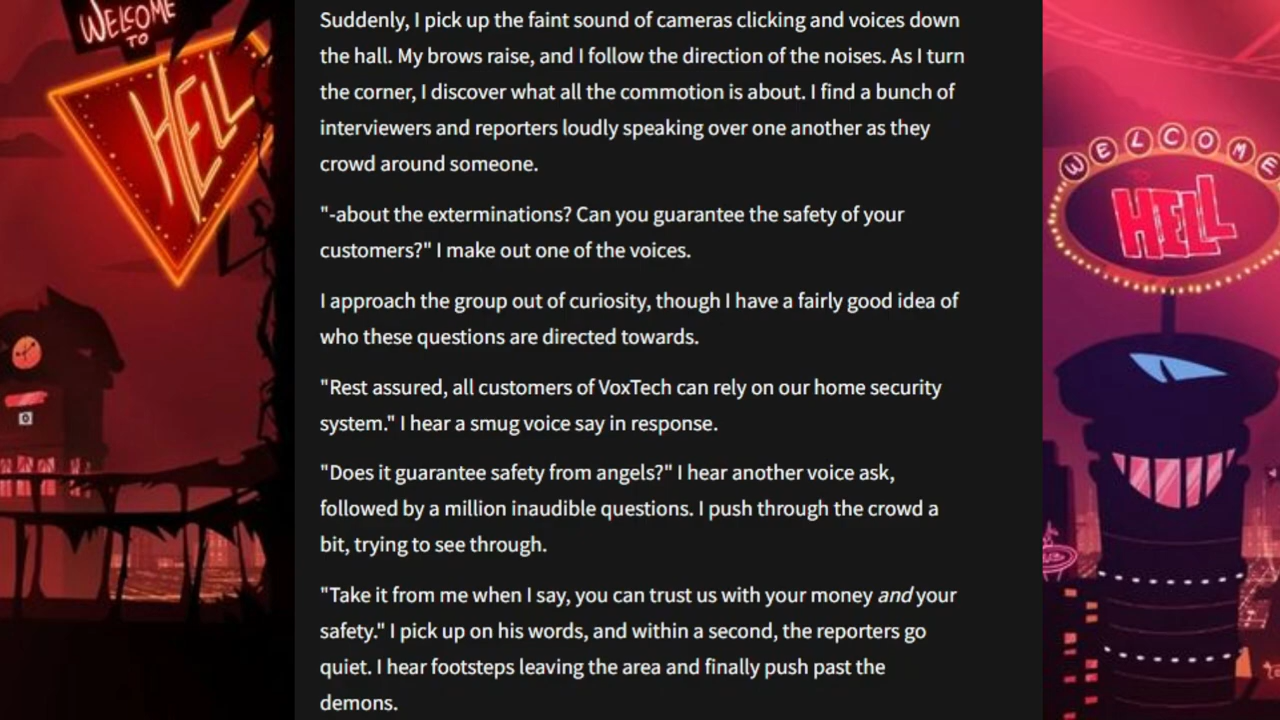 WELCOME
TO
HELL
Suddenly, I pick up the faint sound of cameras clicking and voices down
the hall. My brows raise, and I follow the direction of the noises. As I turn
the corner, I discover what all the commotion is about. I find a bunch of
interviewers and reporters loudly speaking over one another as they
crowd around someone.
"-about the exterminations? Can you guarantee the safety of your
customers?" I make out one of the voices.
I approach the group out of curiosity, though I have a fairly good idea of
who these questions are directed towards.
"Rest assured, all customers of VoxTech can rely on our home security
system." I hear a smug voice say in response.
"Does it guarantee safety from angels?" I hear another voice ask,
followed by a million inaudible questions. I push through the crowd a
bit, trying to see through.
"Take it from me when I say, you can trust us with your money and your
safety." I pick up on his words, and within a second, the reporters go
quiet. I hear footsteps leaving the area and finally push past the
demons.
WELCOME
HELL